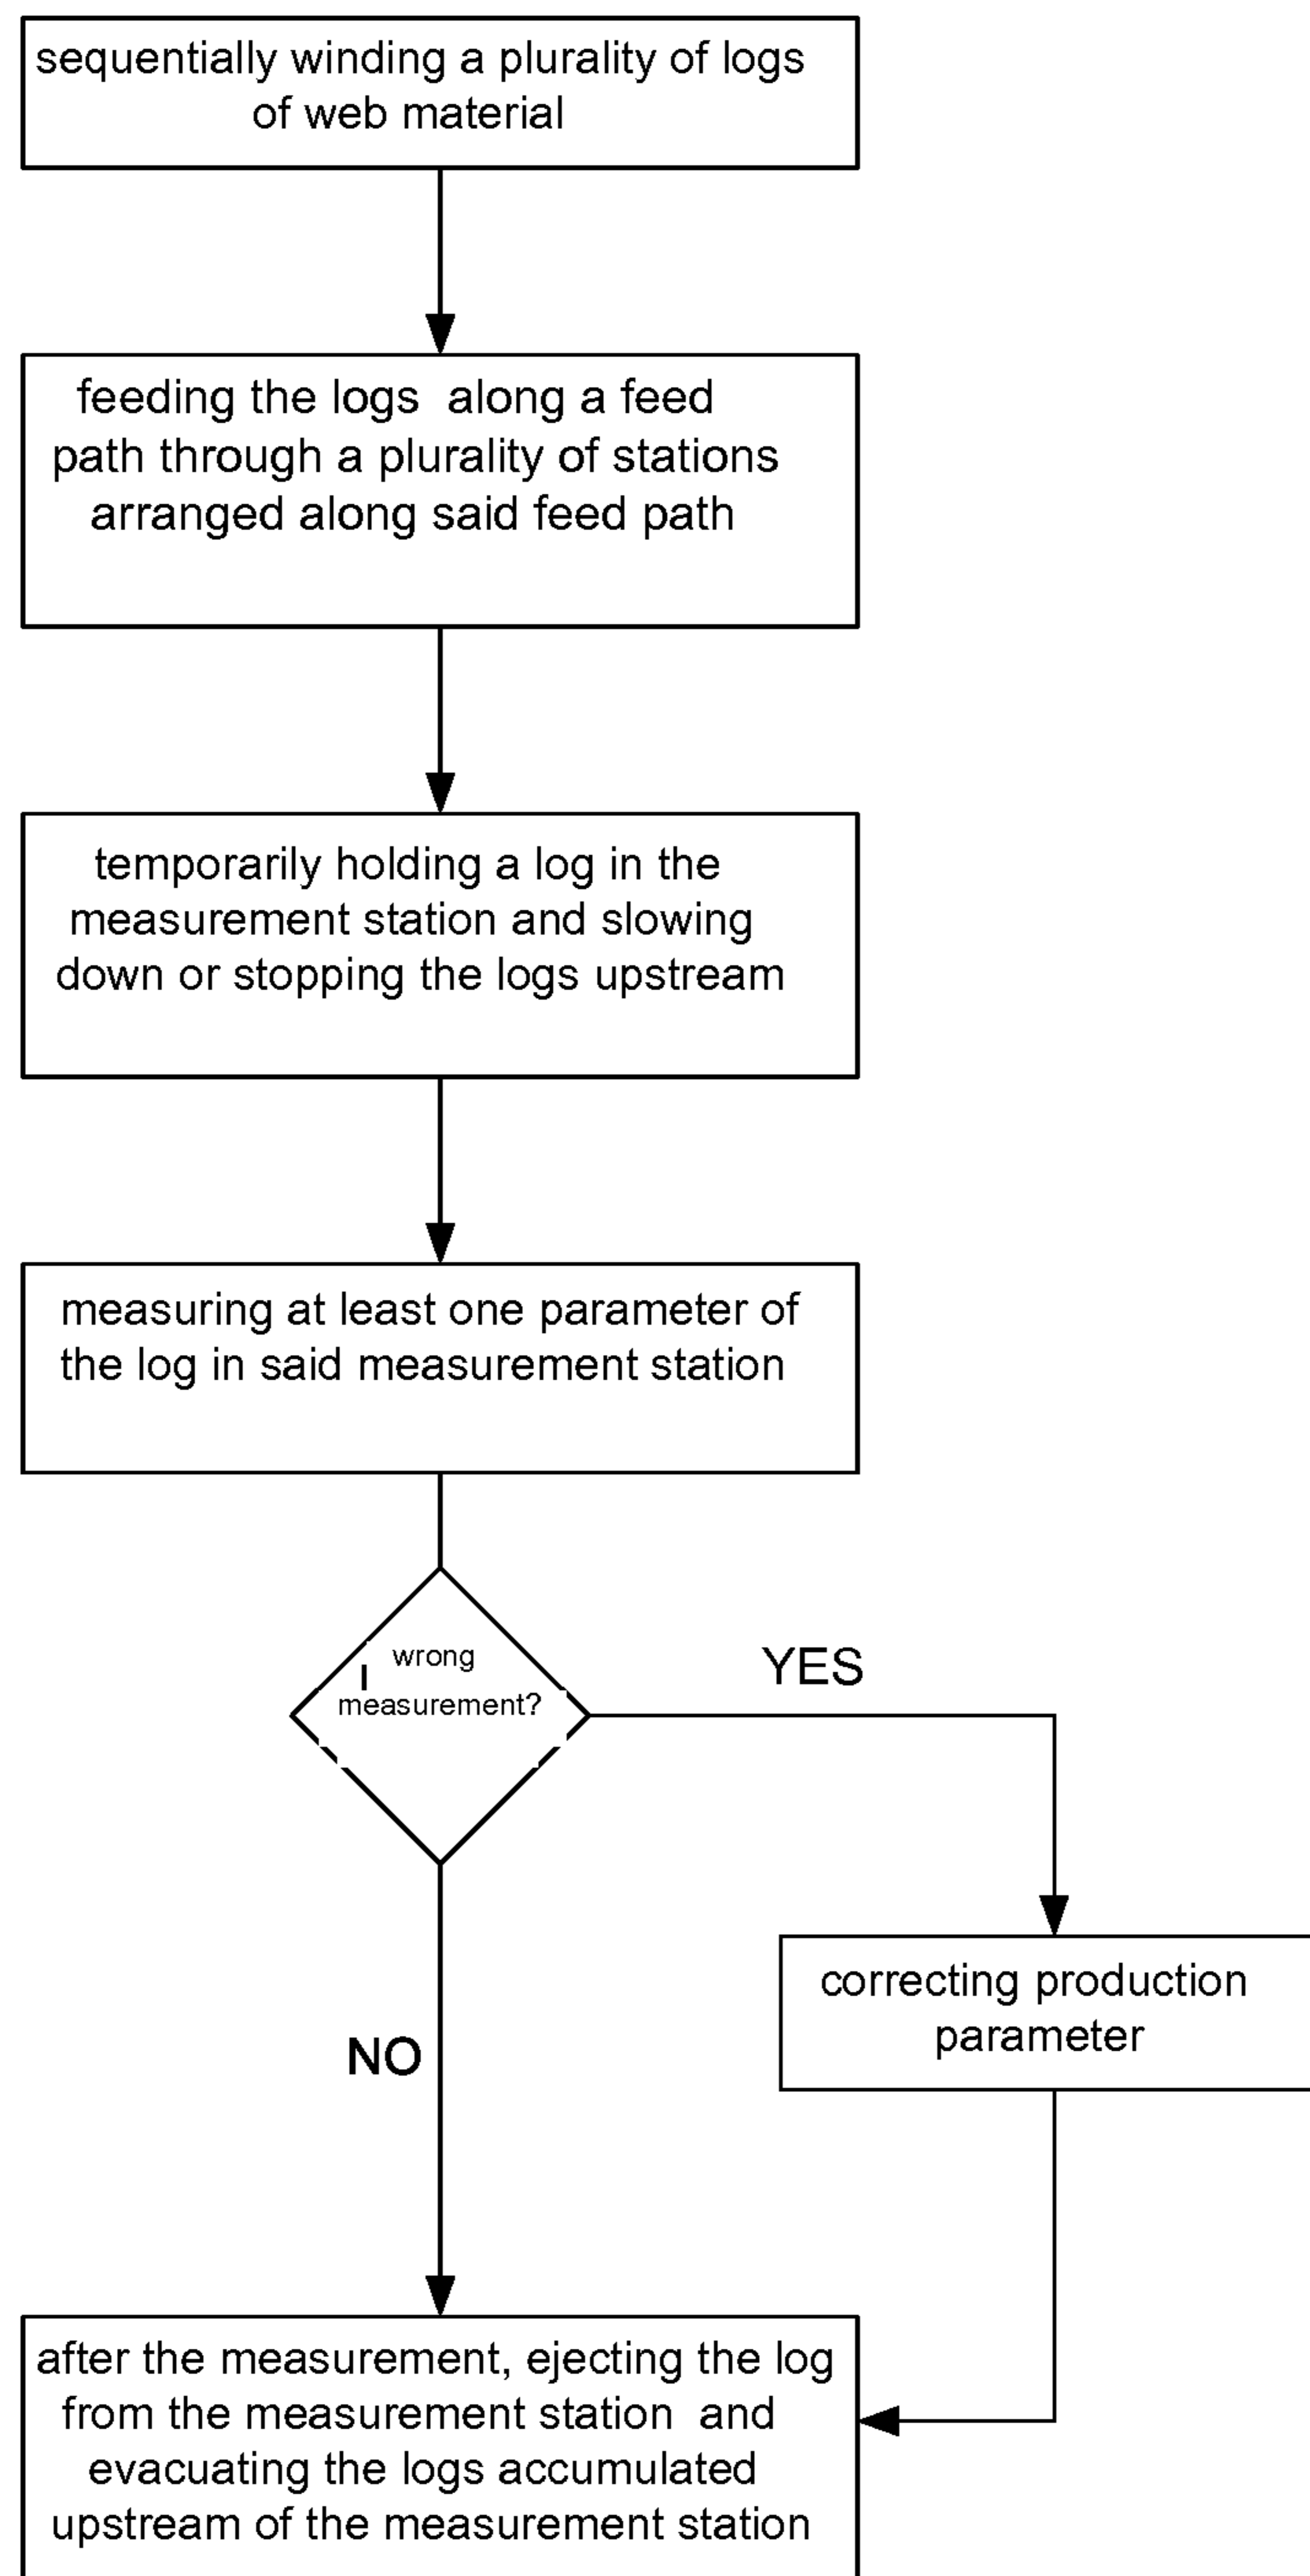 sequentially winding a plurality of logs
of web material
feeding the logs along a feed
path through a plurality of stations
arranged along said feed path
temporarily holding a log in the
measurement station and slowing
down or stopping the logs upstream
measuring at least one parameter of
the log in said measurement station
wrong
measurement?
YES
correcting production
parameter
NO
after the measurement, ejecting the log
from the measurement station and
evacuating the logs accumulated
upstream of the measurement station